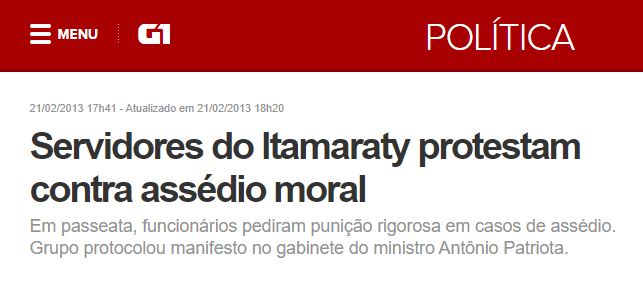 MENU
G1
POLÍTICA
21/02/2013 17h41 - Atualizado em 21/02/2013 18h20
Servidores do Itamaraty protestam
contra assédio moral
Em passeata, funcionários pediram punição rigorosa em casos de assédio.
Grupo protocolou manifesto no gabinete do ministro Antônio Patriota.